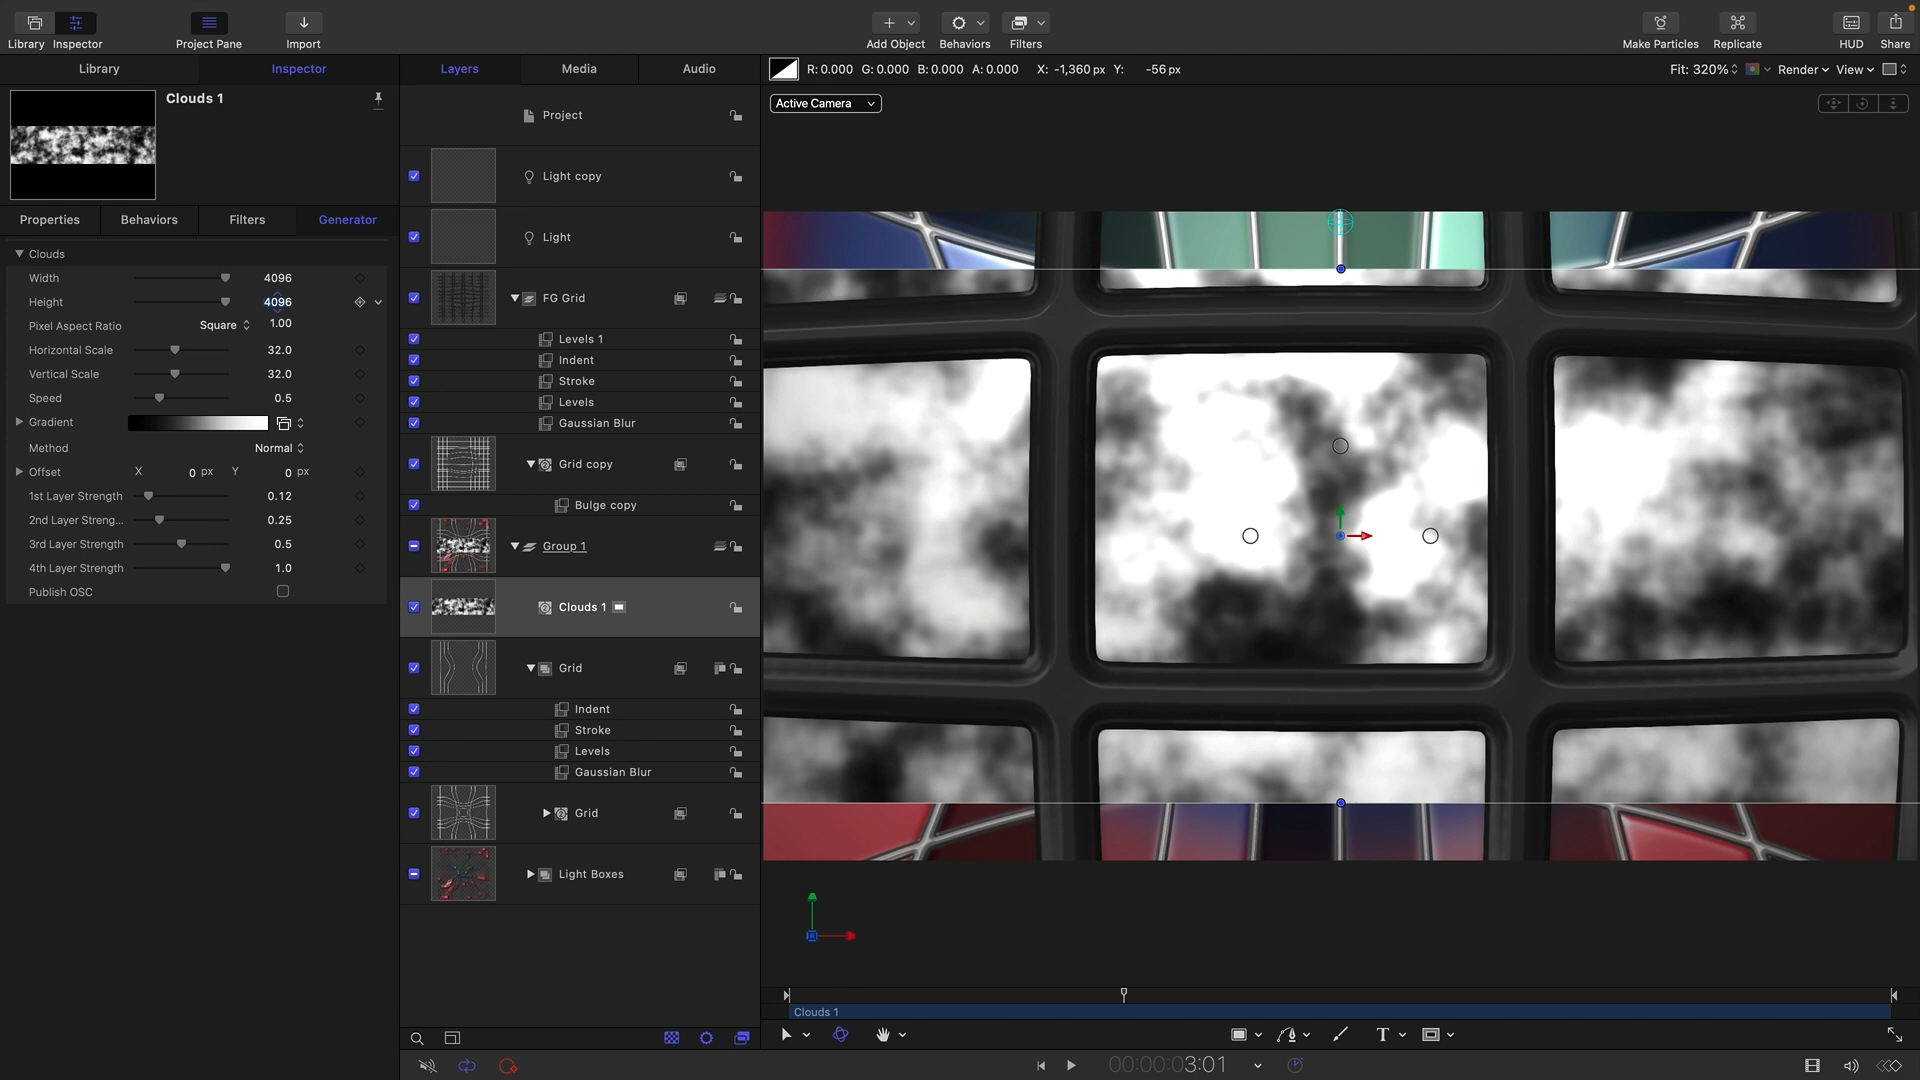 Library
Inspector
Project Pane
Import
Add Object
Behaviors
Filters
Make Particles
Replicate
HUD
Share
Library
Inspector
Layers
Media
Audio
R: 0.000 G: 0.000 B: 0.000 A: 0.000 X: -1,360 px Y: -56 px
Fit: 320%
Render
View
Clouds 1
Active Camera
Properties
Behaviors
Filters
Generator
Clouds
Width 4096
Height 4096
Pixel Aspect Ratio Square 1.00
Horizontal Scale 32.0
Vertical Scale 32.0
Speed 0.5
Gradient
Method Normal
Offset X 0 px Y 0 px
1st Layer Strength 0.12
2nd Layer Streng... 0.25
3rd Layer Strength 0.5
4th Layer Strength 1.0
Publish OSC
Project
Light copy
Light
FG Grid
Levels 1
Indent
Stroke
Levels
Gaussian Blur
Grid copy
Bulge copy
Group 1
Clouds 1
Grid
Indent
Stroke
Levels
Gaussian Blur
Grid
Light Boxes
Clouds 1
T
00:00:03:01